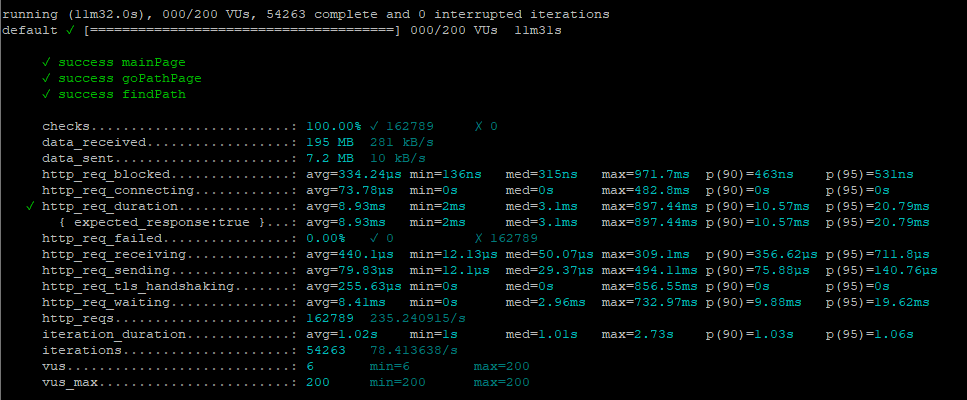 running (11m32.0s), 000/200 VUs, 54263 complete and 0 interrupted iterations
default ✓ [======================================] 000/200 VUs  11m31s

     ✓ success mainPage
     ✓ success goPathPage
     ✓ success findPath

     checks.........................: 100.00% ✓ 162789     ✗ 0
     data_received..................: 195 MB  281 kB/s
     data_sent......................: 7.2 MB  10 kB/s
     http_req_blocked...............: avg=334.24µs min=136ns   med=315ns   max=971.7ms  p(90)=463ns    p(95)=531ns
     http_req_connecting............: avg=73.78µs  min=0s      med=0s      max=482.8ms  p(90)=0s       p(95)=0s
   ✓ http_req_duration..............: avg=8.93ms   min=2ms     med=3.1ms   max=897.44ms p(90)=10.57ms  p(95)=20.79ms
       { expected_response:true }...: avg=8.93ms   min=2ms     med=3.1ms   max=897.44ms p(90)=10.57ms  p(95)=20.79ms
     http_req_failed................: 0.00%   ✓ 0          ✗ 162789
     http_req_receiving.............: avg=440.1µs  min=12.13µs med=50.07µs max=309.1ms  p(90)=356.62µs p(95)=711.8µs
     http_req_sending...............: avg=79.83µs  min=12.1µs  med=29.37µs max=494.11ms p(90)=75.88µs  p(95)=140.76µs
     http_req_tls_handshaking.......: avg=255.63µs min=0s      med=0s      max=856.55ms p(90)=0s       p(95)=0s
     http_req_waiting...............: avg=8.41ms   min=0s      med=2.96ms  max=732.97ms p(90)=9.88ms   p(95)=19.62ms
     http_reqs......................: 162789  235.240915/s
     iteration_duration.............: avg=1.02s    min=1s      med=1.01s   max=2.73s    p(90)=1.03s    p(95)=1.06s
     iterations.....................: 54263   78.413638/s
     vus............................: 6       min=6        max=200
     vus_max........................: 200     min=200      max=200